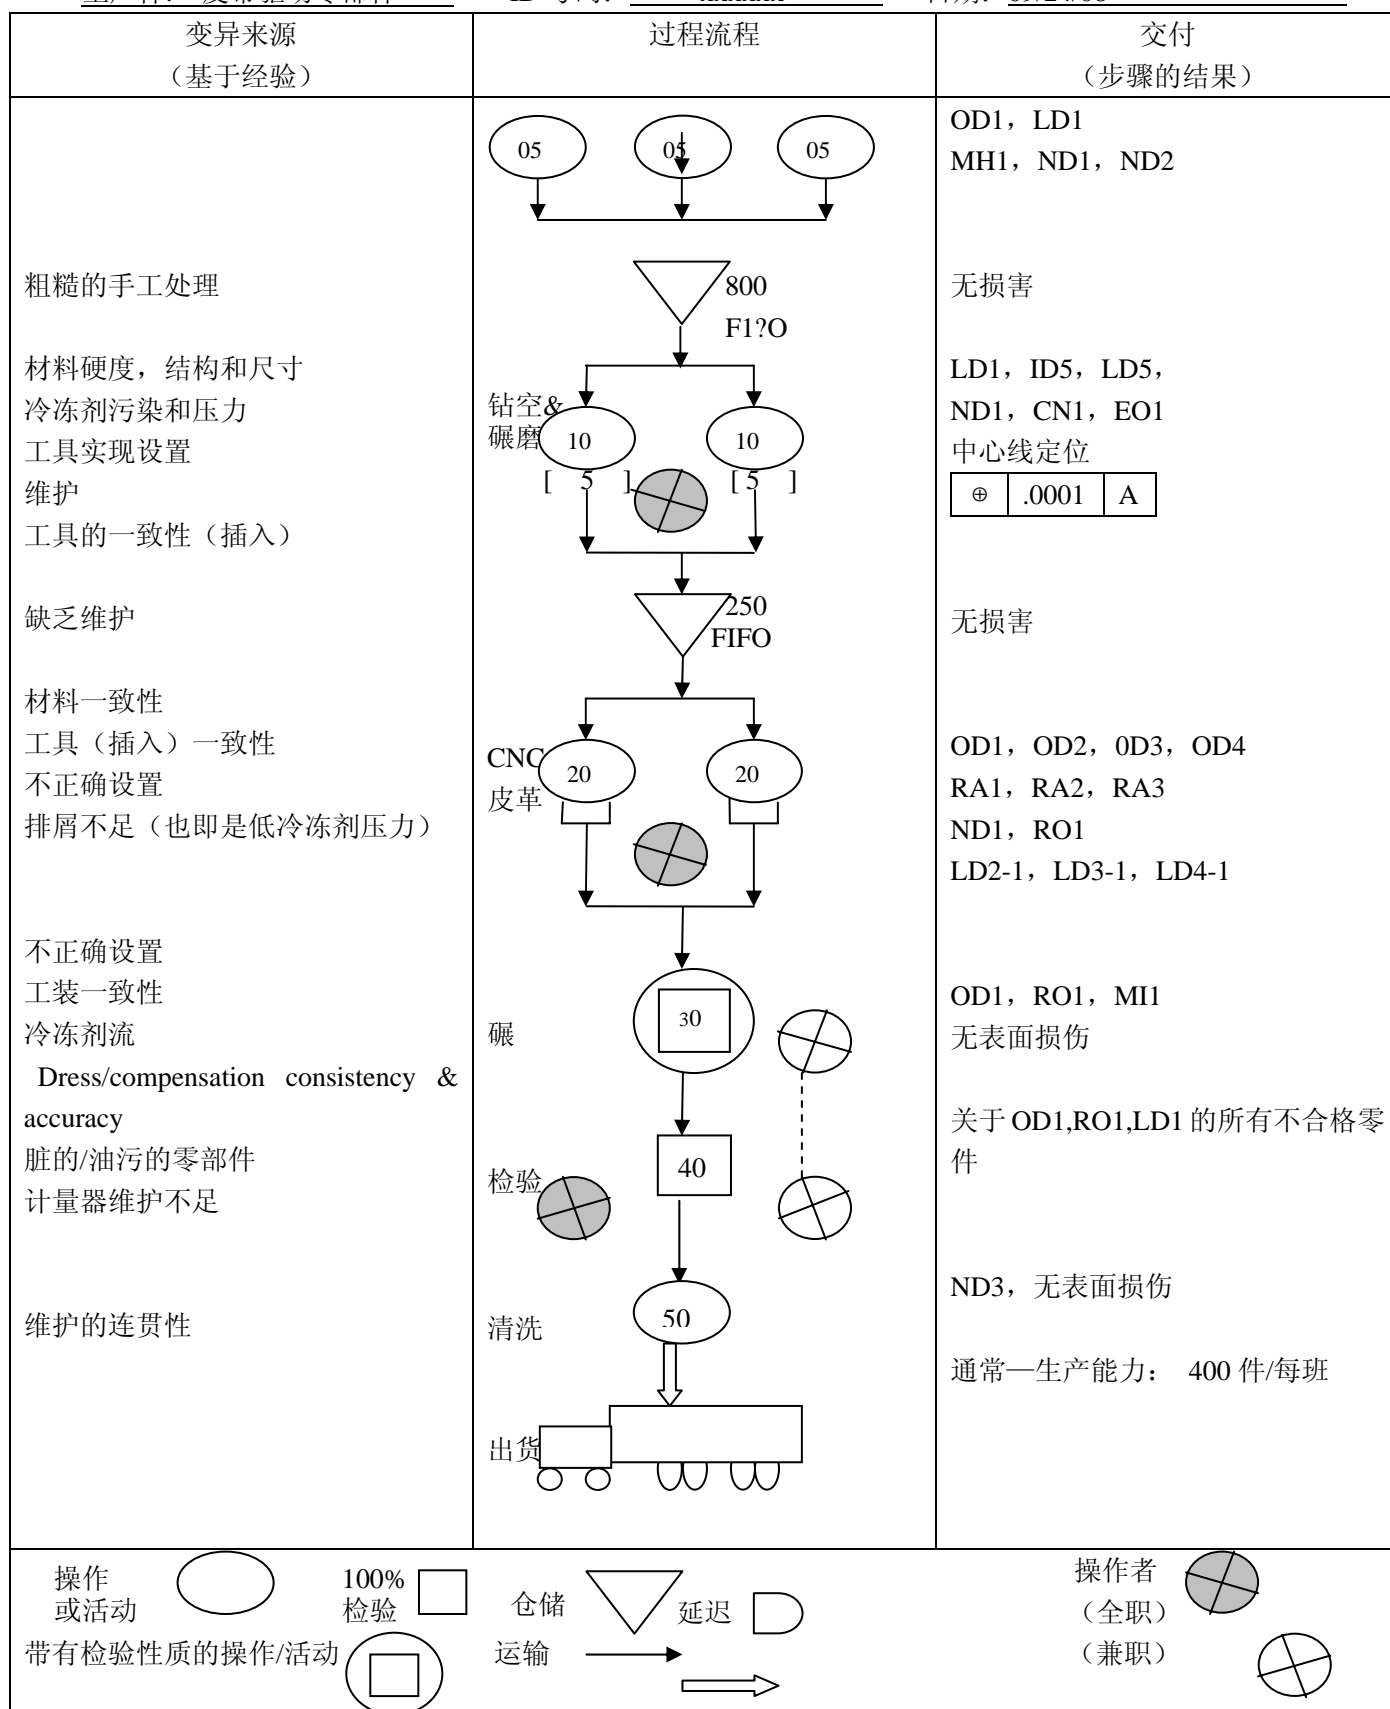 变异来源
（基于经验）
过程流程
交付
（步骤的结果）
05
05
05
OD1，LD1
MH1，ND1，ND2
粗糙的手工处理
800
F1?O
无损害
材料硬度，结构和尺寸
冷冻剂污染和压力
工具实现设置
维护
工具的一致性（插入）
钻空&
碾磨
10
10
[ 5 ]
[ 5 ]
LD1，ID5，LD5，
ND1，CN1，EO1
中心线定位
⊕ .0001 A
缺乏维护
250
FIFO
无损害
材料一致性
工具（插入）一致性
不正确设置
排屑不足（也即是低冷冻剂压力）
CNC
皮革
20
20
OD1，OD2，0D3，OD4
RA1，RA2，RA3
ND1，RO1
LD2-1，LD3-1，LD4-1
不正确设置
工装一致性
冷冻剂流
Dress/compensation consistency &
accuracy
脏的/油污的零部件
计量器维护不足
碾
30
OD1，RO1，MI1
无表面损伤
检验
40
关于 OD1,RO1,LD1 的所有不合格零
件
维护的连贯性
清洗
50
ND3，无表面损伤
通常—生产能力： 400 件/每班
出货
操作
或活动
100%
检验
仓储
延迟
操作者
（全职）
带有检验性质的操作/活动
运输
（兼职）